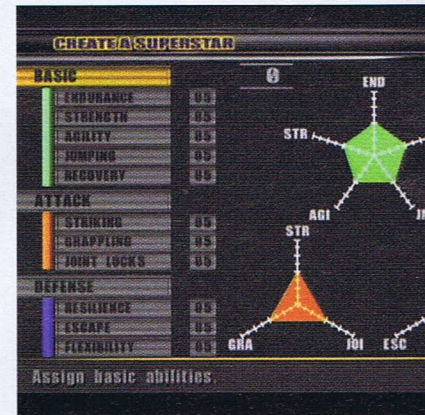 CREATE A SUPERSTAR
BASIC
0
ENDURANCE 05
STRENGTH 05
AGILITY 05
JUMPING 05
RECOVERY 05
ATTACK
STRIKING 05
GRAPPLING 05
JOINT LOCKS 05
DEFENSE
RESILIENCE 05
ESCAPE 05
FLEXIBILITY 05
END
STR
AGI
STR
GRA
JOI
ESC
Assign basic abilities.